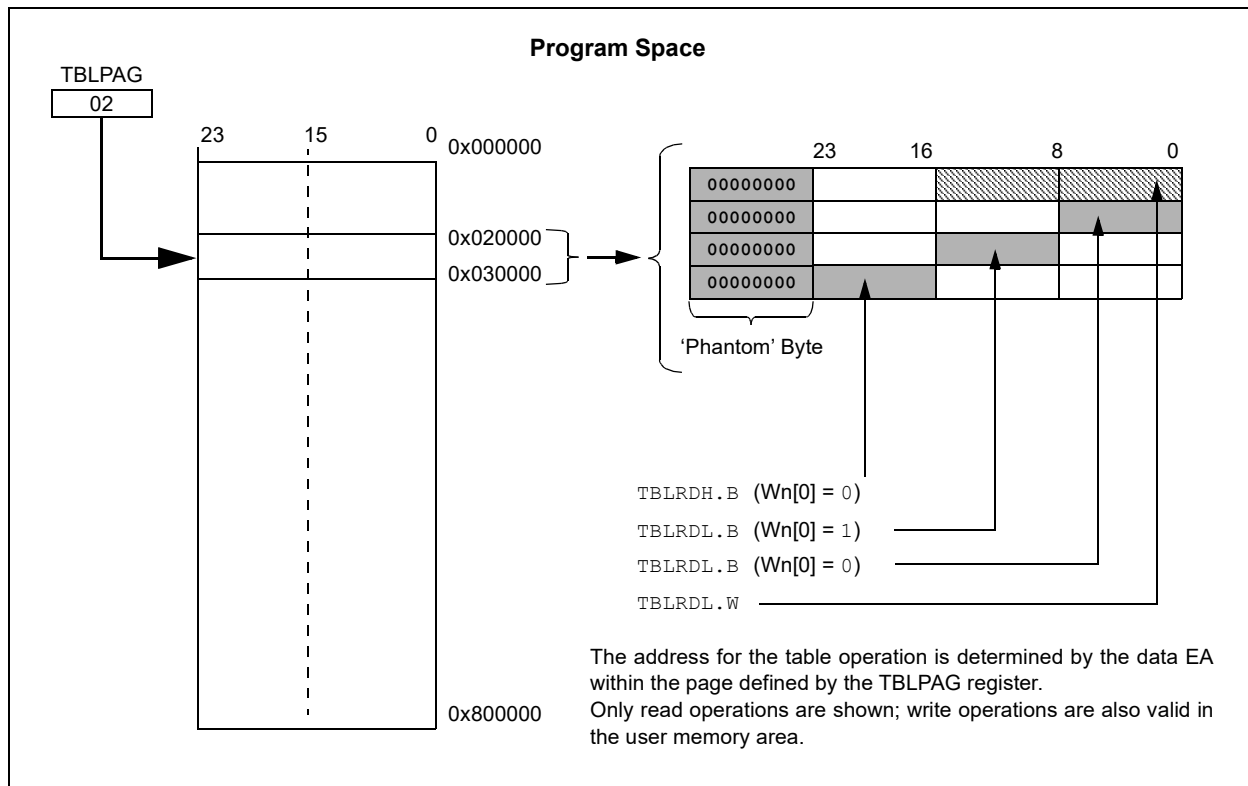 Program Space
TBLPAG
02
23 15 0
0x000000
0x020000
0x030000
0x800000
23 16 8 0
00000000
00000000
00000000
00000000
‘Phantom’ Byte
TBLRDH.B (Wn[0] = 0)
TBLRDL.B (Wn[0] = 1)
TBLRDL.B (Wn[0] = 0)
TBLRDL.W
The address for the table operation is determined by the data EA
within the page defined by the TBLPAG register.
Only read operations are shown; write operations are also valid in
the user memory area.